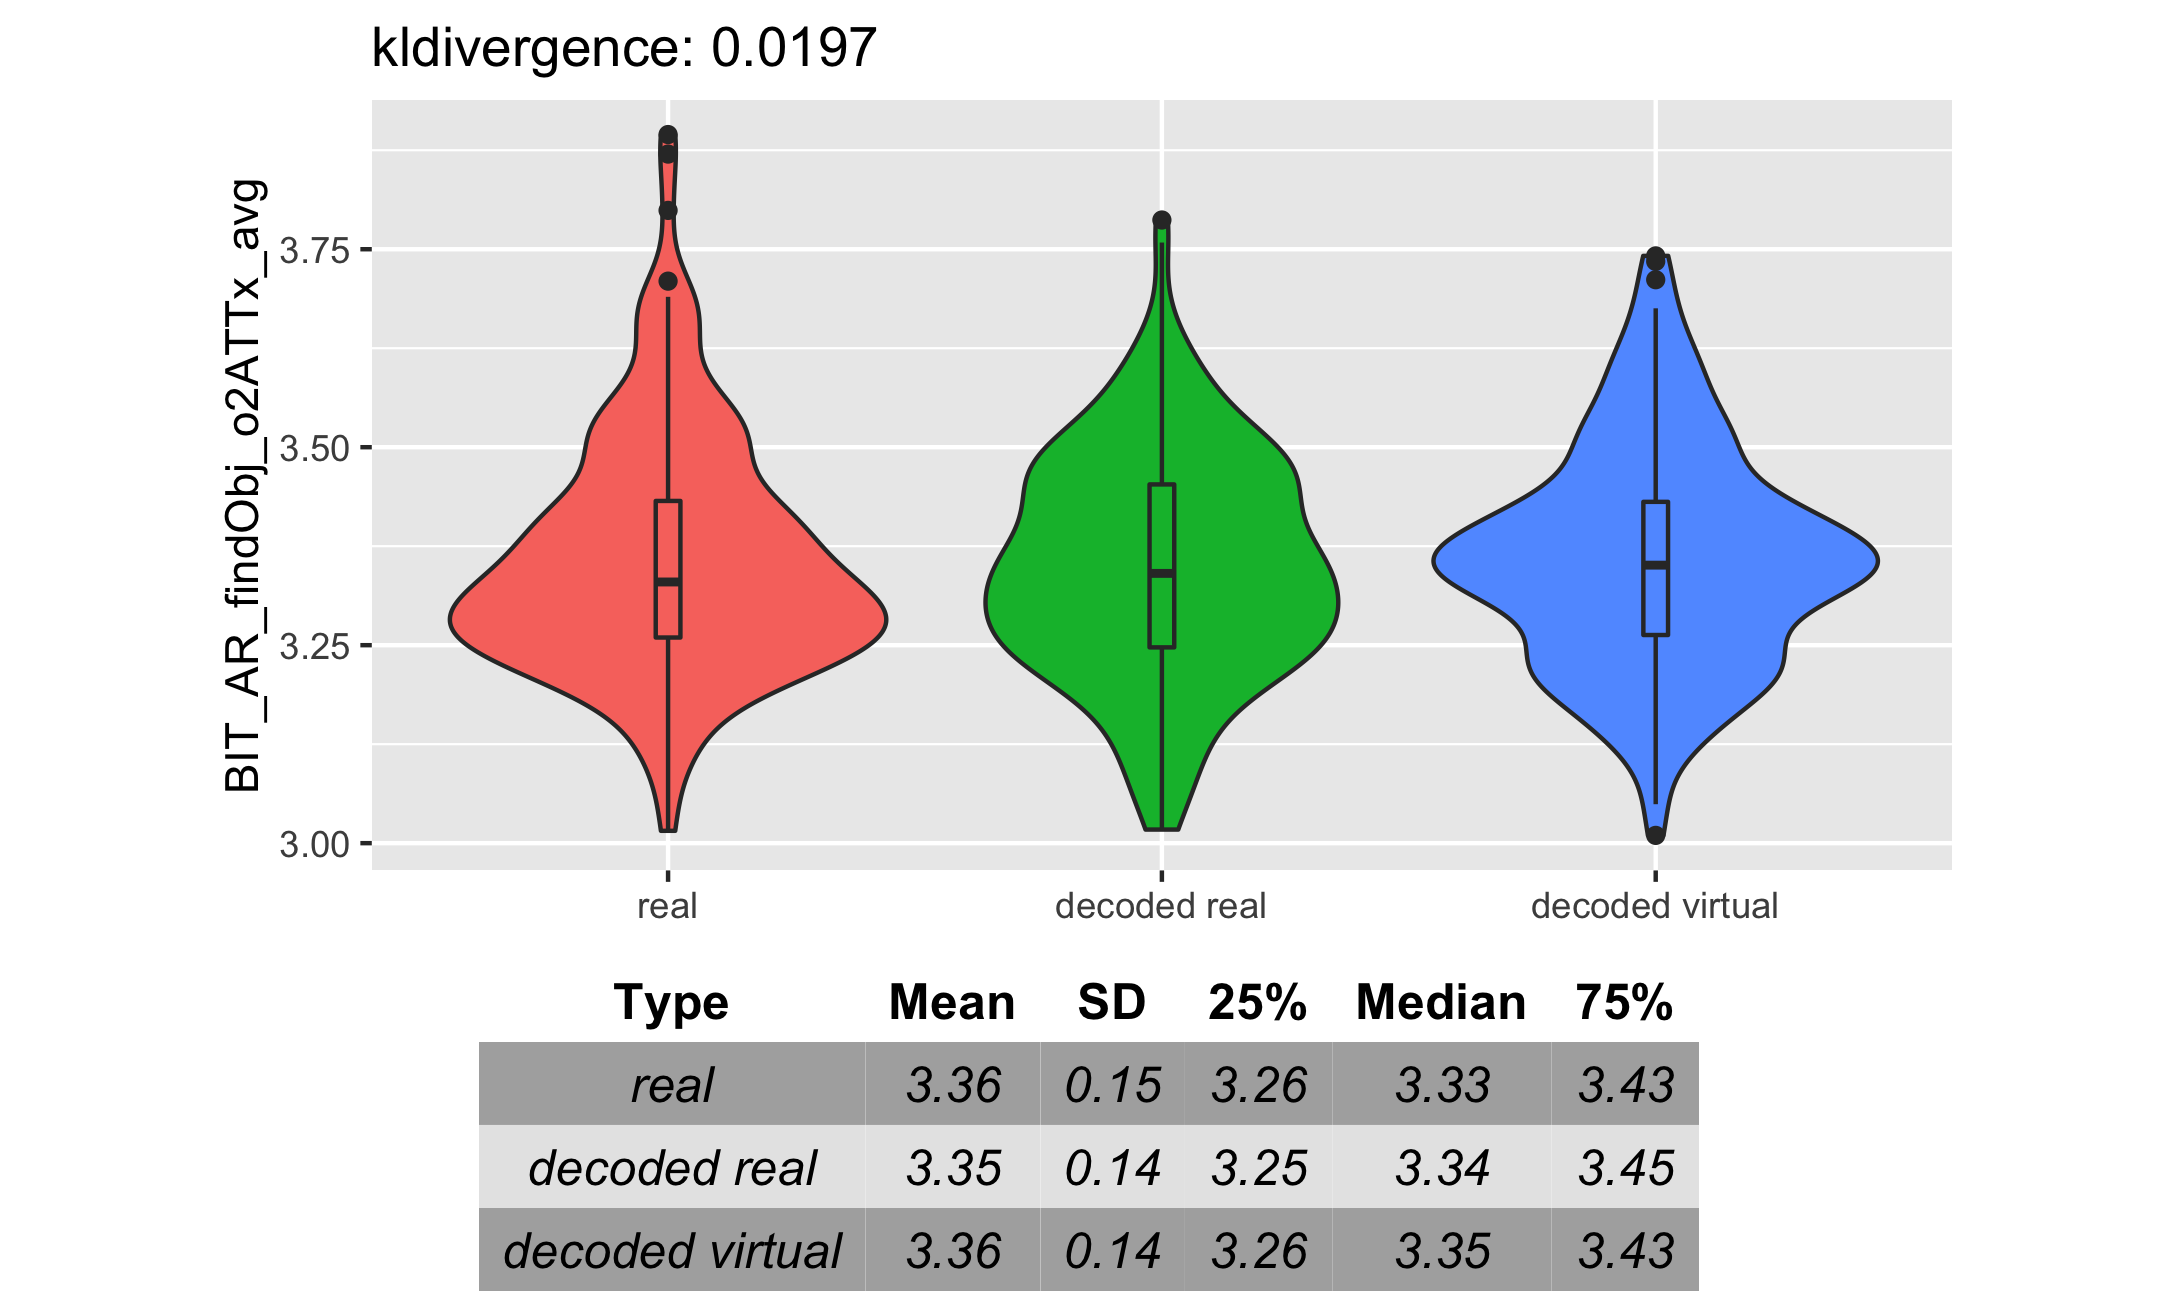 kldivergence: 0.0197
BIT_AR_findObj_o2ATTx_avg
3.75
3.50
3.25
3.00
real decoded real decoded virtual
Type Mean SD 25% Median 75%
real 3.36 0.15 3.26 3.33 3.43
decoded real 3.35 0.14 3.25 3.34 3.45
decoded virtual 3.36 0.14 3.26 3.35 3.43